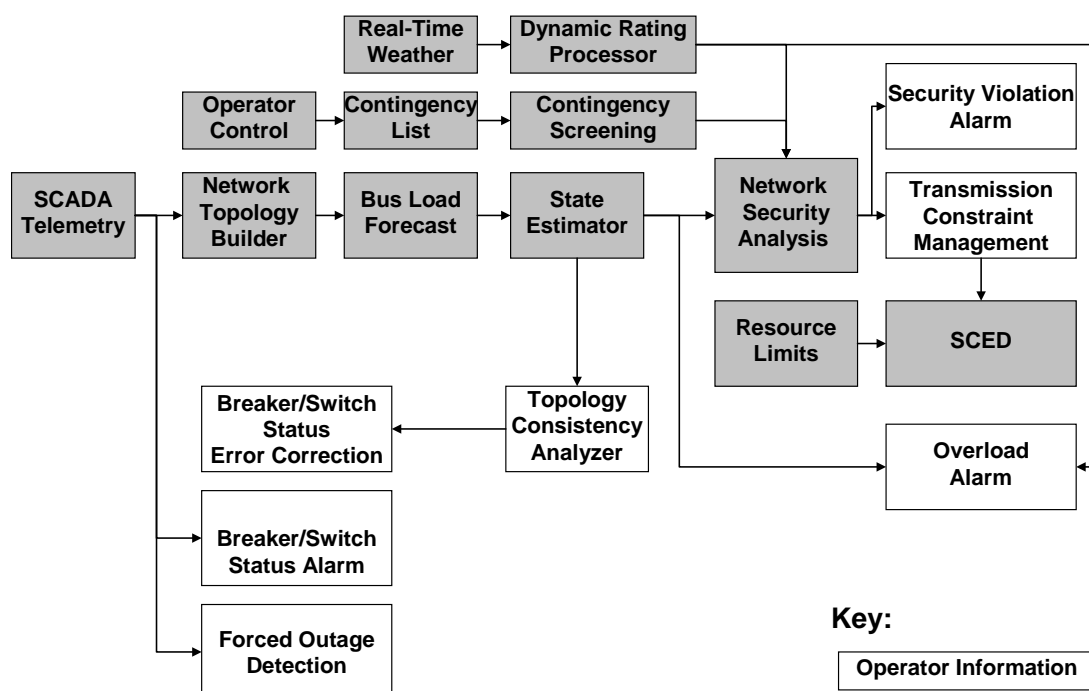 Real-Time
Weather
Dynamic Rating
Processor
Operator
Control
Contingency
List
Contingency
Screening
Security Violation
Alarm
SCADA
Telemetry
Network
Topology
Builder
Bus Load
Forecast
State
Estimator
Network
Security
Analysis
Transmission
Constraint
Management
Resource
Limits
SCED
Breaker/Switch
Status
Error Correction
Topology
Consistency
Analyzer
Overload
Alarm
Breaker/Switch
Status Alarm
Forced Outage
Detection
Key:
Operator Information